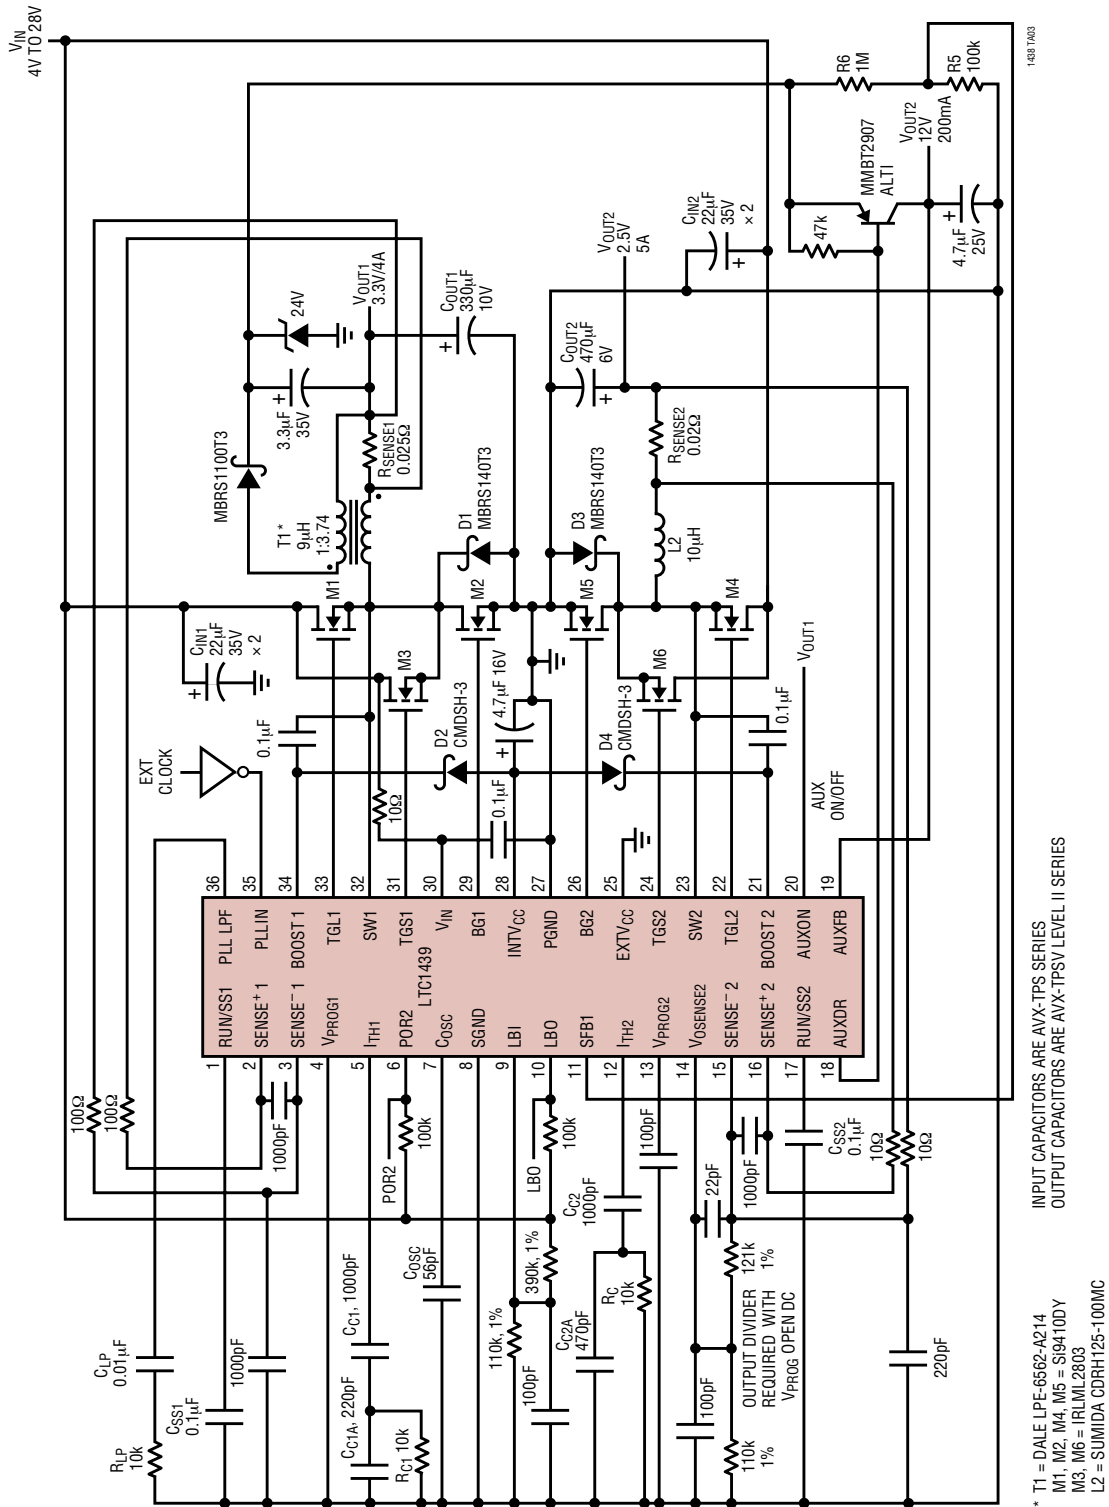 VIN
4V TO 28V
1438 TA03
R6
1M
R5
100k
VOUT2
12V
200mA
MMBT2907
ALTI
47k
4.7µF
25V
CIN2
22µF
35V
× 2
VOUT2
2.5V
5A
24V
VOUT1
3.3V/4A
COUT1
330µF
10V
COUT2
470µF
6V
3.3µF
35V
RSENSE1
0.025Ω
RSENSE2
0.02Ω
MBRS1100T3
T1*
9µH
1:3.74
D1
MBRS140T3
D3
MBRS140T3
L2
10µH
M1
M2
M5
M4
CIN1
22µF
35V
× 2
M3
M6
VOUT1
4.7µF 16V
D2
CMDSH-3
D4
CMDSH-3
0.1µF
0.1µF
EXT
CLOCK
10Ω
0.1µF
AUX
ON/OFF
36
35
34
33
32
31
30
29
28
27
26
25
24
23
22
21
20
19
PLL LPF
PLLIN
BOOST 1
TGL1
SW1
TGS1
VIN
BG1
INTVCC
PGND
BG2
EXTVCC
TGS2
SW2
TGL2
BOOST 2
AUXON
AUXFB
LTC1439
RUN/SS1
SENSE+ 1
SENSE– 1
VPROG1
ITH1
POR2
COSC
SGND
LBI
LBO
SFB1
ITH2
VPROG2
VOSENSE2
SENSE– 2
SENSE+ 2
RUN/SS2
AUXDR
1
2
3
4
5
6
7
8
9
10
11
12
13
14
15
16
17
18
100Ω
100Ω
1000pF
POR2
100k
LBO
100k
100pF
CSS2
0.1µF
10Ω
10Ω
1000pF
22pF
CC2
1000pF
390k, 1%
121k
1%
COSC
56pF
CC1, 1000pF
CLP
0.01µF
CSS1
0.1µF
1000pF
RLP
10k
CC1A, 220pF
RC1 10k
110k, 1%
100pF
CC2A
470pF
RC
10k
100pF
OUTPUT DIVIDER
REQUIRED WITH
VPROG OPEN DC
110k
1%
220pF
INPUT CAPACITORS ARE AVX-TPS SERIES
OUTPUT CAPACITORS ARE AVX-TPSV LEVEL II SERIES
* T1 = DALE LPE-6562-A214
M1, M2, M4, M5 = Si9410DY
M3, M6 = IRLML2803
L2 = SUMIDA CDRH125-100MC